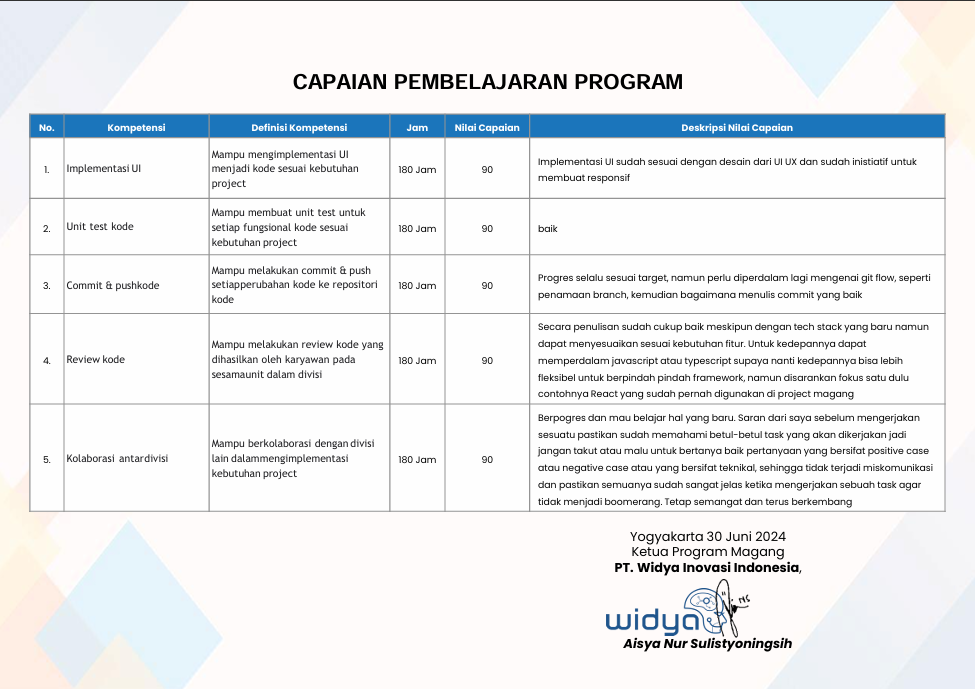 CAPAIAN PEMBELAJARAN PROGRAM
No. Kompetensi Definisi Kompetensi Jam Nilai Capaian Deskripsi Nilai Capaian
1. Implementasi UI
Mampu mengimplementasi UI
menjadi kode sesuai kebutuhan
project
180 Jam 90
Implementasi UI sudah sesuai dengan desain dari UI UX dan sudah inistiatif untuk
membuat responsif
2. Unit test kode
Mampu membuat unit test untuk
setiap fungsional kode sesuai
kebutuhan project
180 Jam 90
baik
3. Commit & pushkode
Mampu melakukan commit & push
setiapperubahan kode ke repositori
kode
180 Jam 90
Progres selalu sesuai target, namun perlu diperdalam lagi mengenai git flow, seperti
penamaan branch, kemudian bagaimana menulis commit yang baik
4. Review kode
Mampu melakukan review kode yang
dihasilkan oleh karyawan pada
sesamaunit dalam divisi
180 Jam 90
Secara penulisan sudah cukup baik meskipun dengan tech stack yang baru namun
dapat menyesuaikan sesuai kebutuhan fitur. Untuk kedepannya dapat
memperdalam javascript atau typescript supaya nanti kedepannya bisa lebih
fleksibel untuk berpindah pindah framework, namun disarankan fokus satu dulu
contohnya React yang sudah pernah digunakan di project magang
5. Kolaborasi antardivisi
Mampu berkolaborasi dengan divisi
lain dalammengimplementasi
kebutuhan project
180 Jam 90
Berpogres dan mau belajar hal yang baru. Saran dari saya sebelum mengerjakan
sesuatu pastikan sudah memahami betul-betul task yang akan dikerjakan jadi
jangan takut atau malu untuk bertanya baik pertanyaan yang bersifat positive case
atau negative case atau yang bersifat teknikal, sehingga tidak terjadi miskomunikasi
dan pastikan semuanya sudah sangat jelas ketika mengerjakan sebuah task agar
tidak menjadi boomerang. Tetap semangat dan terus berkembang
Yogyakarta 30 Juni 2024
Ketua Program Magang
PT. Widya Inovasi Indonesia,
widya
Aisya Nur Sulistyoningsih